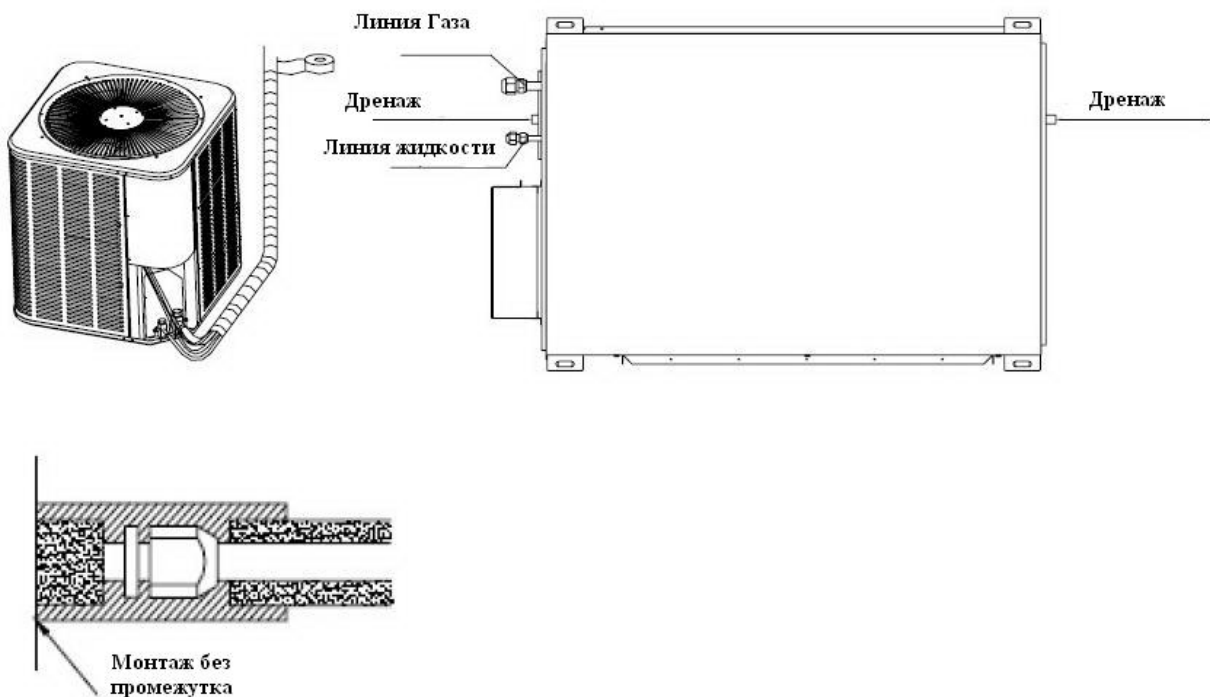 Линия Газа
Дренаж
Дренаж
Линия жидкости
Монтаж без
промежутка